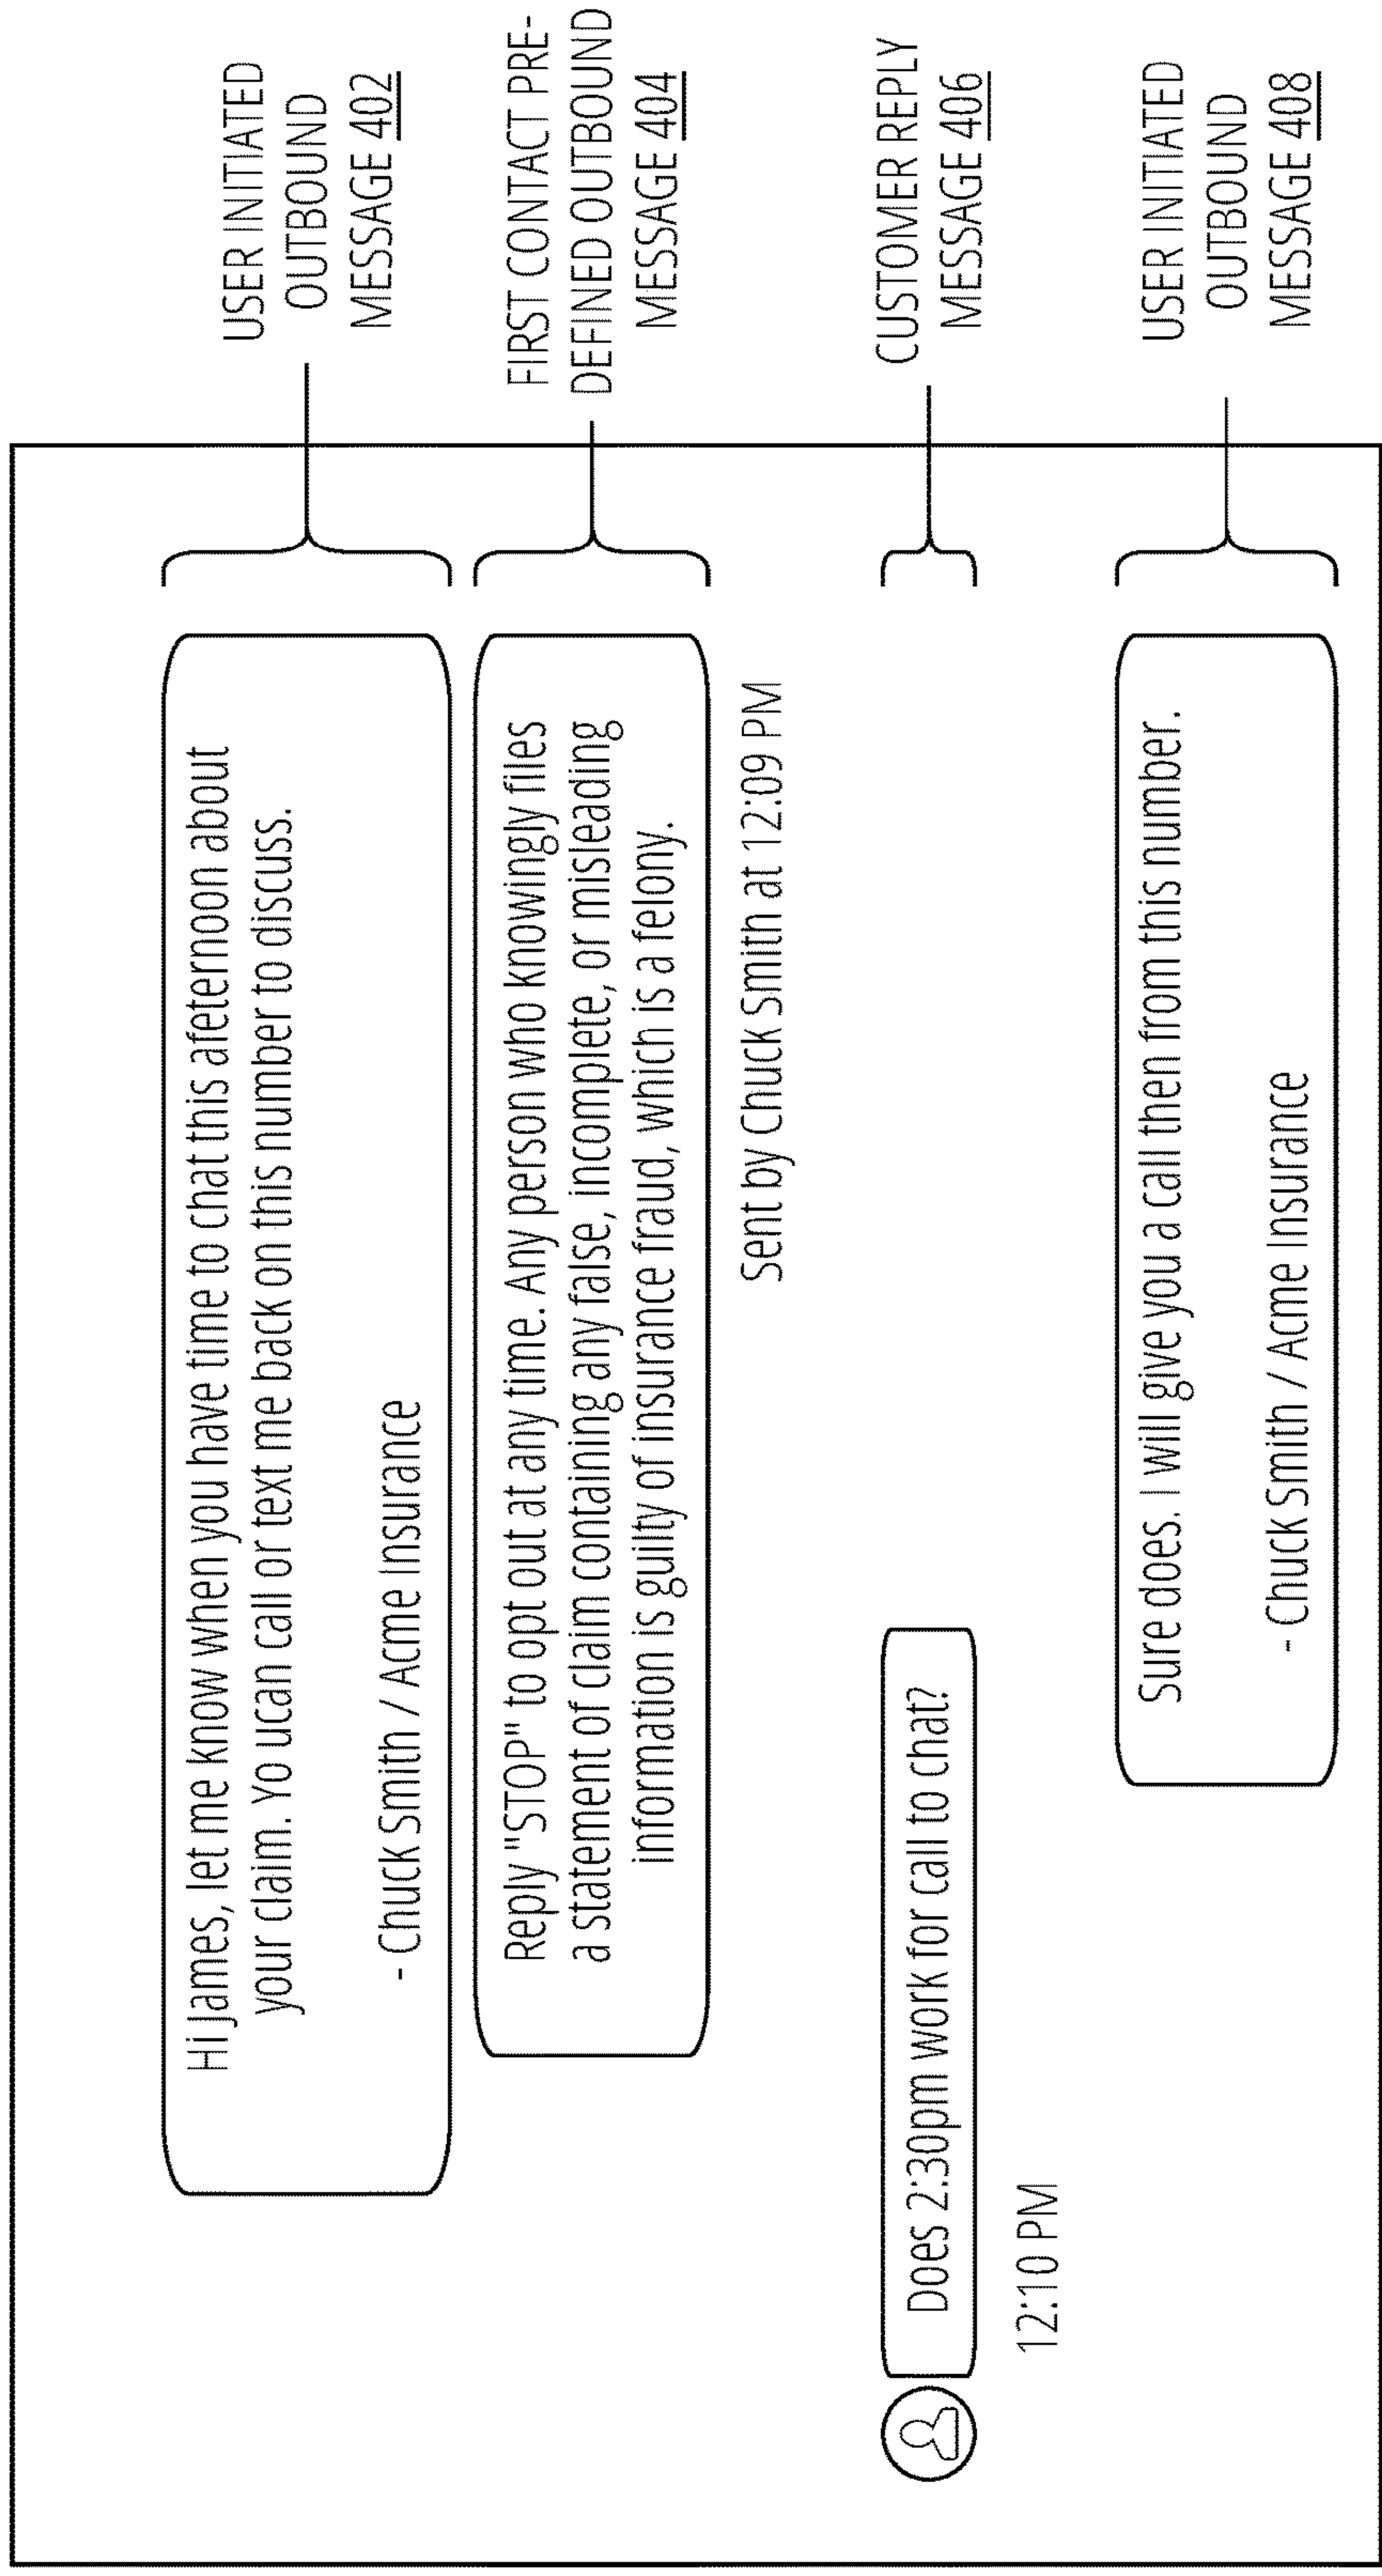 Hi James, let me know when you have time to chat this afeternoon about
your claim. Yo ucan call or text me back on this number to discuss.
- Chuck Smith / Acme Insurance
USER INITIATED
OUTBOUND
MESSAGE 402
Reply "STOP" to opt out at any time. Any person who knowingly files
a statement of claim containing any false, incomplete, or misleading
information is guilty of insurance fraud, which is a felony.
FIRST CONTACT PRE-
DEFINED OUTBOUND
MESSAGE 404
Sent by Chuck Smith at 12:09 PM
Does 2:30pm work for call to chat?
CUSTOMER REPLY
MESSAGE 406
12:10 PM
Sure does. I will give you a call then from this number.
- Chuck Smith / Acme Insurance
USER INITIATED
OUTBOUND
MESSAGE 408